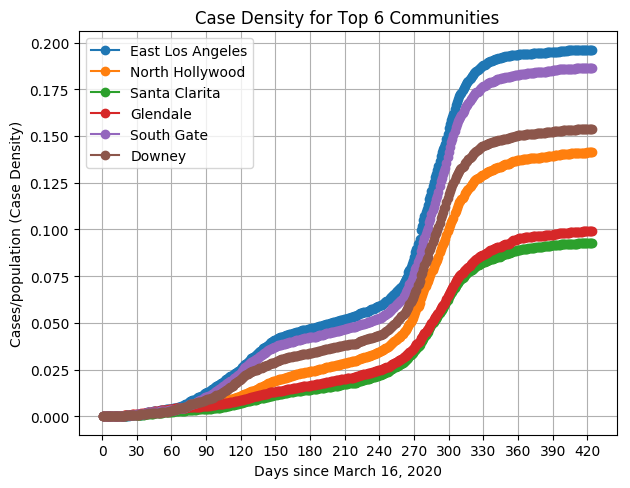 Case Density for Top 6 Communities
Cases/population (Case Density)
0.200
0.175
0.150
0.125
0.100
0.075
0.050
0.025
0.000
East Los Angeles
North Hollywood
Santa Clarita
Glendale
South Gate
Downey
0 30 60 90 120 150 180 210 240 270 300 330 360 390 420
Days since March 16, 2020